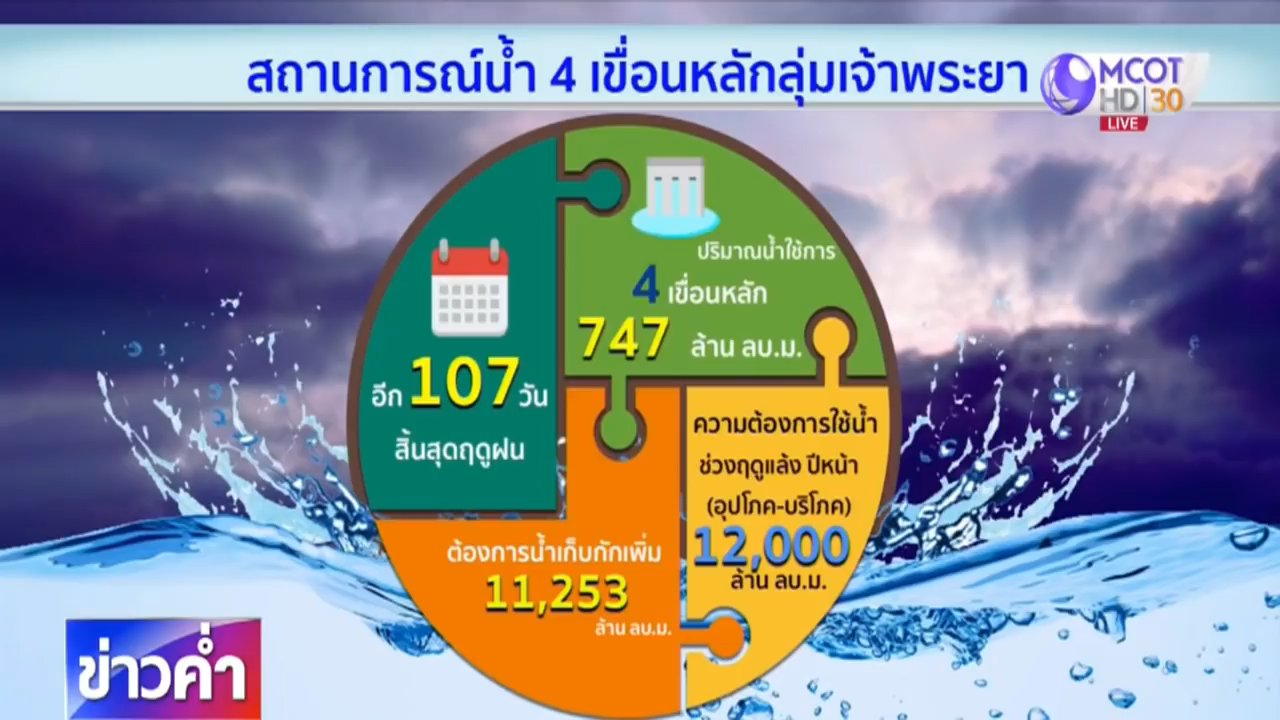 สถานการณ์น้ำ 4 เขื่อนหลักลุ่มเจ้าพระยา
MCOT
HD 30
LIVE
ปริมาณน้ำใช้การ
4 เขื่อนหลัก
747 ล้าน ลบ.ม.
อีก 107 วัน
สิ้นสุดฤดูฝน
ความต้องการใช้น้ำ
ช่วงฤดูแล้ง ปีหน้า
(อุปโภค-บริโภค)
12,000
ล้าน ลบ.ม.
ต้องการน้ำเก็บกักเพิ่ม
11,253
ล้าน ลบ.ม.
ข่าวค่ำ